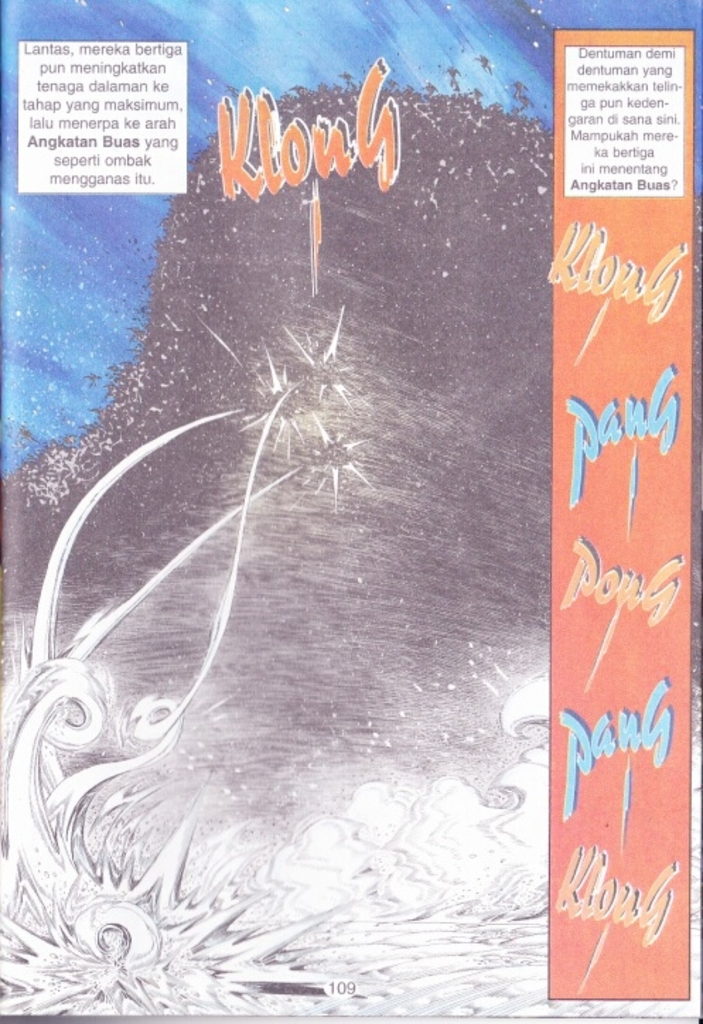 Lantas, mereka bertiga
pun meningkatkan
tenaga dalaman ke
tahap yang maksimum,
lalu menerpa ke arah
Angkatan Buas yang
seperti ombak
mengganas itu.
Klong
Dentuman demi
dentuman yang
memekakkan telin-
ga pun keden-
garan di sana sini.
Mampukah mere-
ka bertiga
ini menentang
Angkatan Buas?
Klong
Pang
Pong
Pang
Klong
109